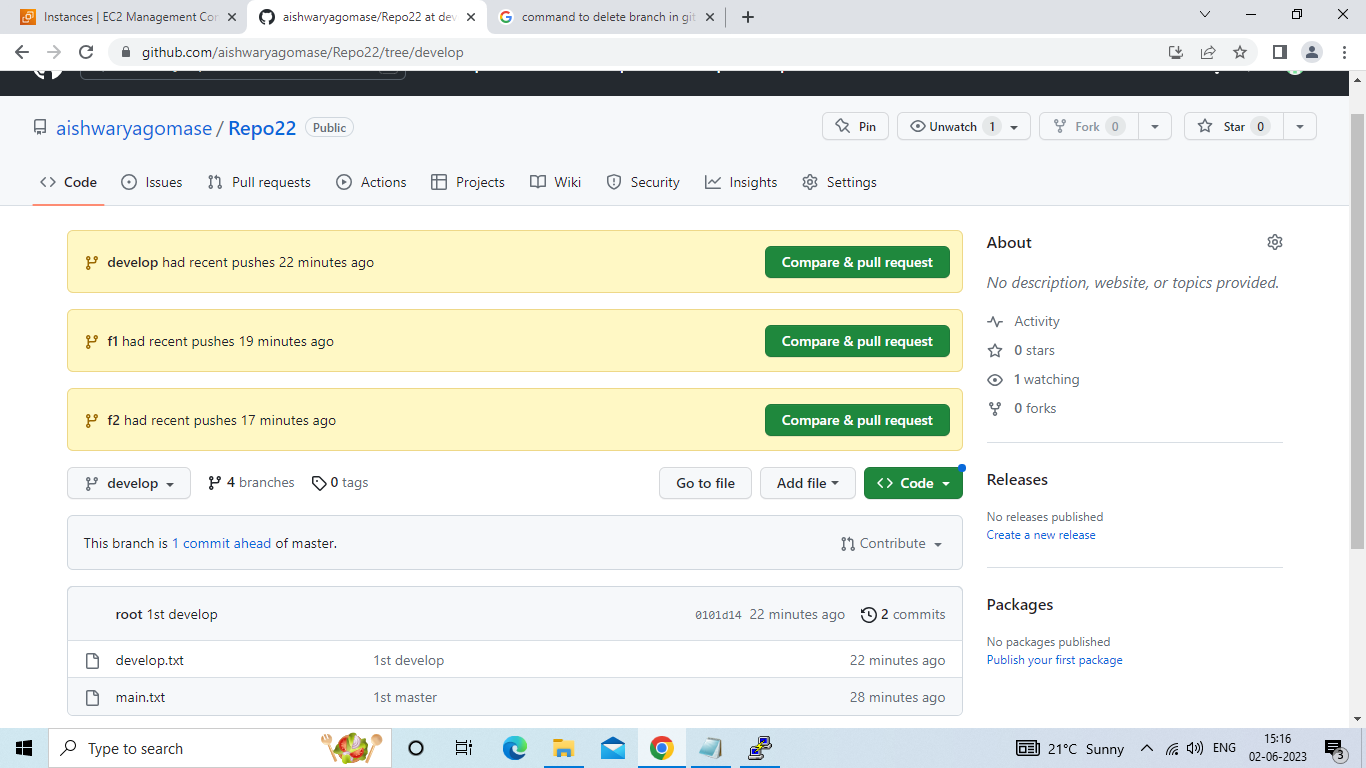 Instances | EC2 Management Con
aishwaryagomase/Repo22 at dev
command to delete branch in git
github.com/aishwaryagomase/Repo22/tree/develop
aishwaryagomase / Repo22 Public
Pin
Unwatch 1
Fork 0
Star 0
Code
Issues
Pull requests
Actions
Projects
Wiki
Security
Insights
Settings
develop had recent pushes 22 minutes ago
Compare & pull request
f1 had recent pushes 19 minutes ago
Compare & pull request
f2 had recent pushes 17 minutes ago
Compare & pull request
develop
4 branches
0 tags
Go to file
Add file
Code
This branch is 1 commit ahead of master.
Contribute
root 1st develop
0101d14 22 minutes ago
2 commits
develop.txt 1st develop 22 minutes ago
main.txt 1st master 28 minutes ago
About
No description, website, or topics provided.
Activity
0 stars
1 watching
0 forks
Releases
No releases published
Create a new release
Packages
No packages published
Publish your first package
Type to search
21°C Sunny
ENG
15:16
02-06-2023
3